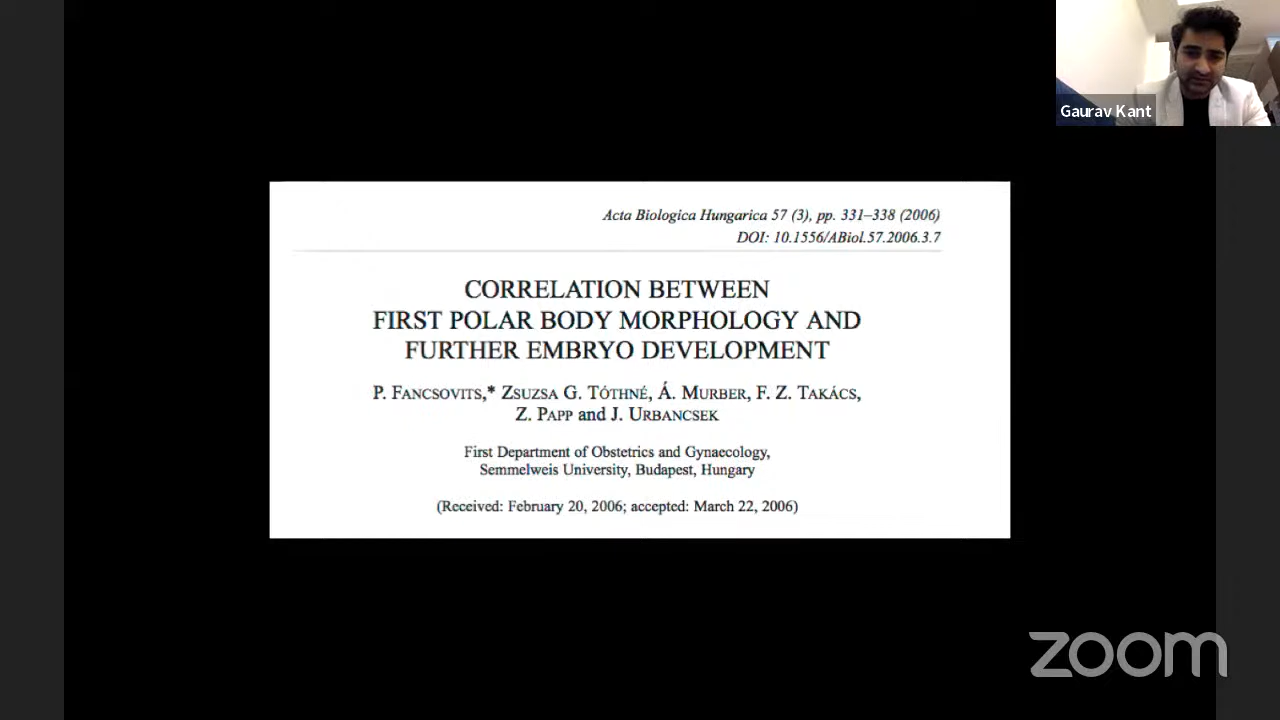 Gaurav Kant
Acta Biologica Hungarica 57 (3), pp. 331–338 (2006)
DOI: 10.1556/ABiol.57.2006.3.7
CORRELATION BETWEEN
FIRST POLAR BODY MORPHOLOGY AND
FURTHER EMBRYO DEVELOPMENT
P. FANCSOVITS,* ZSUZSA G. TÓTHNÉ, Á. MURBER, F. Z. TAKÁCS,
Z. PAPP and J. URBANCSEK
First Department of Obstetrics and Gynaecology,
Semmelweis University, Budapest, Hungary
(Received: February 20, 2006; accepted: March 22, 2006)
zoom